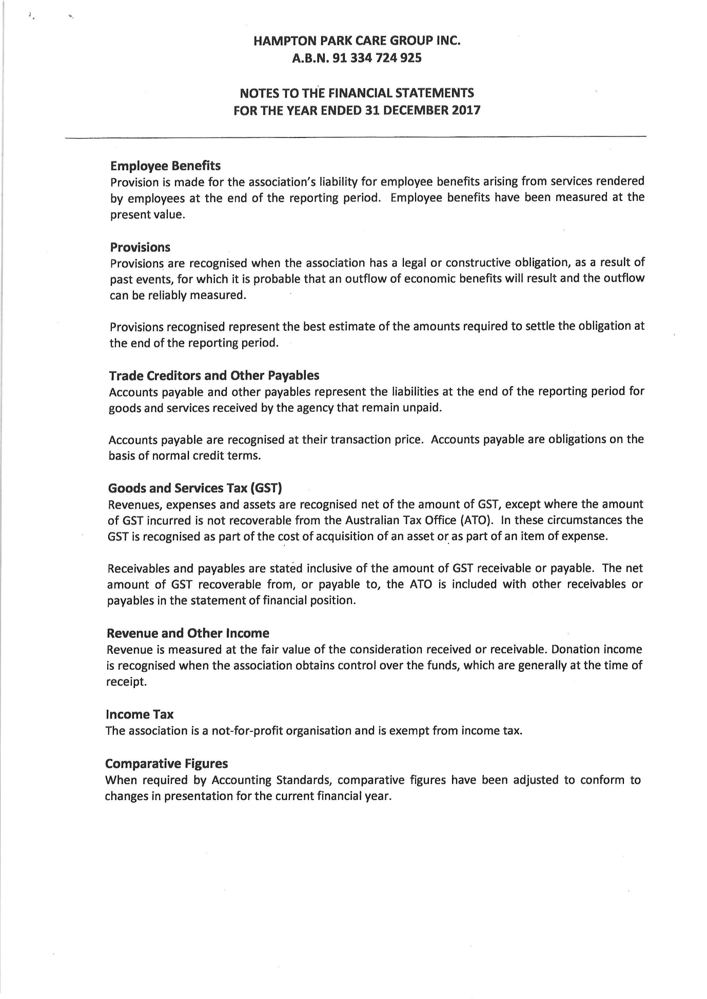 HAMPTON PARK CARE GROUP INC.
A.B.N. 91 334 724 925
NOTES TO THE FINANCIAL STATEMENTS
FOR THE YEAR ENDED 31 DECEMBER 2017
Employee Benefits
Provision is made for the association's liability for employee benefits arising from services rendered
by employees at the end of the reporting period. Employee benefits have been measured at the
present value.
Provisions
Provisions are recognised when the association has a legal or constructive obligation, as a result of
past events, for which it is probable that an outflow of economic benefits will result and the outflow
can be reliably measured.
Provisions recognised represent the best estimate of the amounts required to settle the obligation at
the end of the reporting period.
Trade Creditors and Other Payables
Accounts payable and other payables represent the liabilities at the end of the reporting period for
goods and services received by the agency that remain unpaid.
Accounts payable are recognised at their transaction price. Accounts payable are obligations on the
basis of normal credit terms.
Goods and Services Tax (GST)
Revenues, expenses and assets are recognised net of the amount of GST, except where the amount
of GST incurred is not recoverable from the Australian Tax Office (ATO). In these circumstances the
GST is recognised as part of the cost of acquisition of an asset or as part of an item of expense.
Receivables and payables are stated inclusive of the amount of GST receivable or payable. The net
amount of GST recoverable from, or payable to, the ATO is included with other receivables or
payables in the statement of financial position.
Revenue and Other Income
Revenue is measured at the fair value of the consideration received or receivable. Donation income
is recognised when the association obtains control over the funds, which are generally at the time of
receipt.
Income Tax
The association is a not-for-profit organisation and is exempt from income tax.
Comparative Figures
When required by Accounting Standards, comparative figures have been adjusted to conform to
changes in presentation for the current financial year.